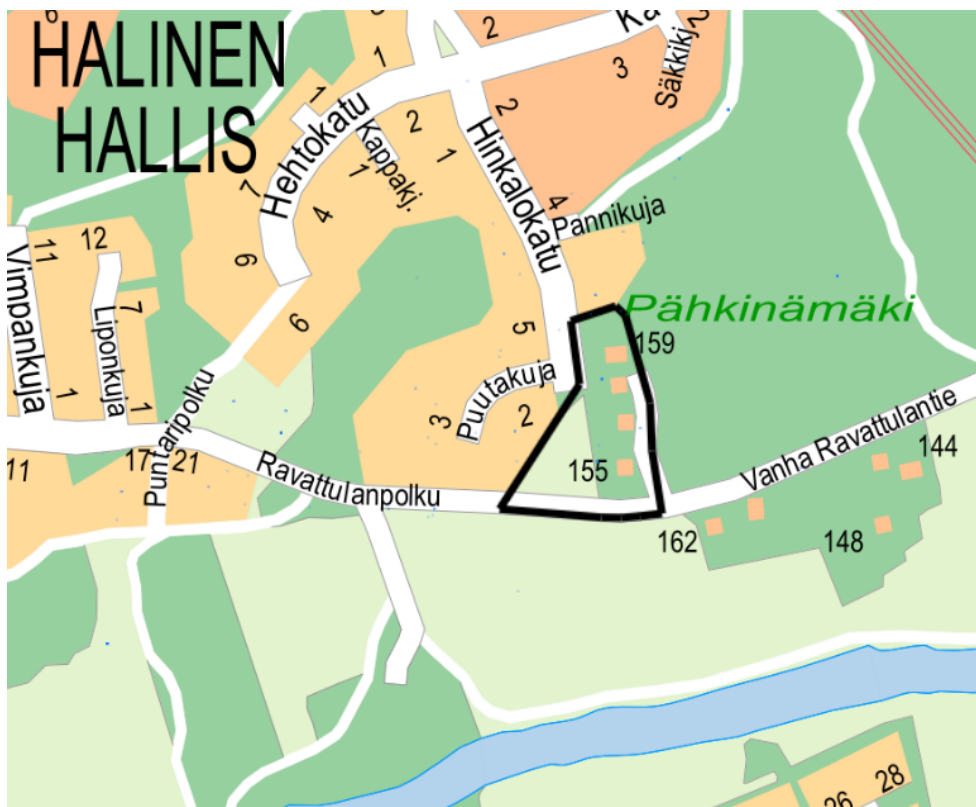 HALINEN
HALLIS
1
2
2
3
Säkkikj.
2
1
Hehtokatu
Kappakj.
2
1
1
7
4
9
6
Hinkalokatu
4
Pannikuja
Pähkinämäki
12
11
Vimpankuja
Liponkuja
7
1
1
5
Puutakuja
3
2
159
155
Puntaripolku
11
17
21
Ravattulanpolku
Vanha Ravattulantie
144
162
148
26
28